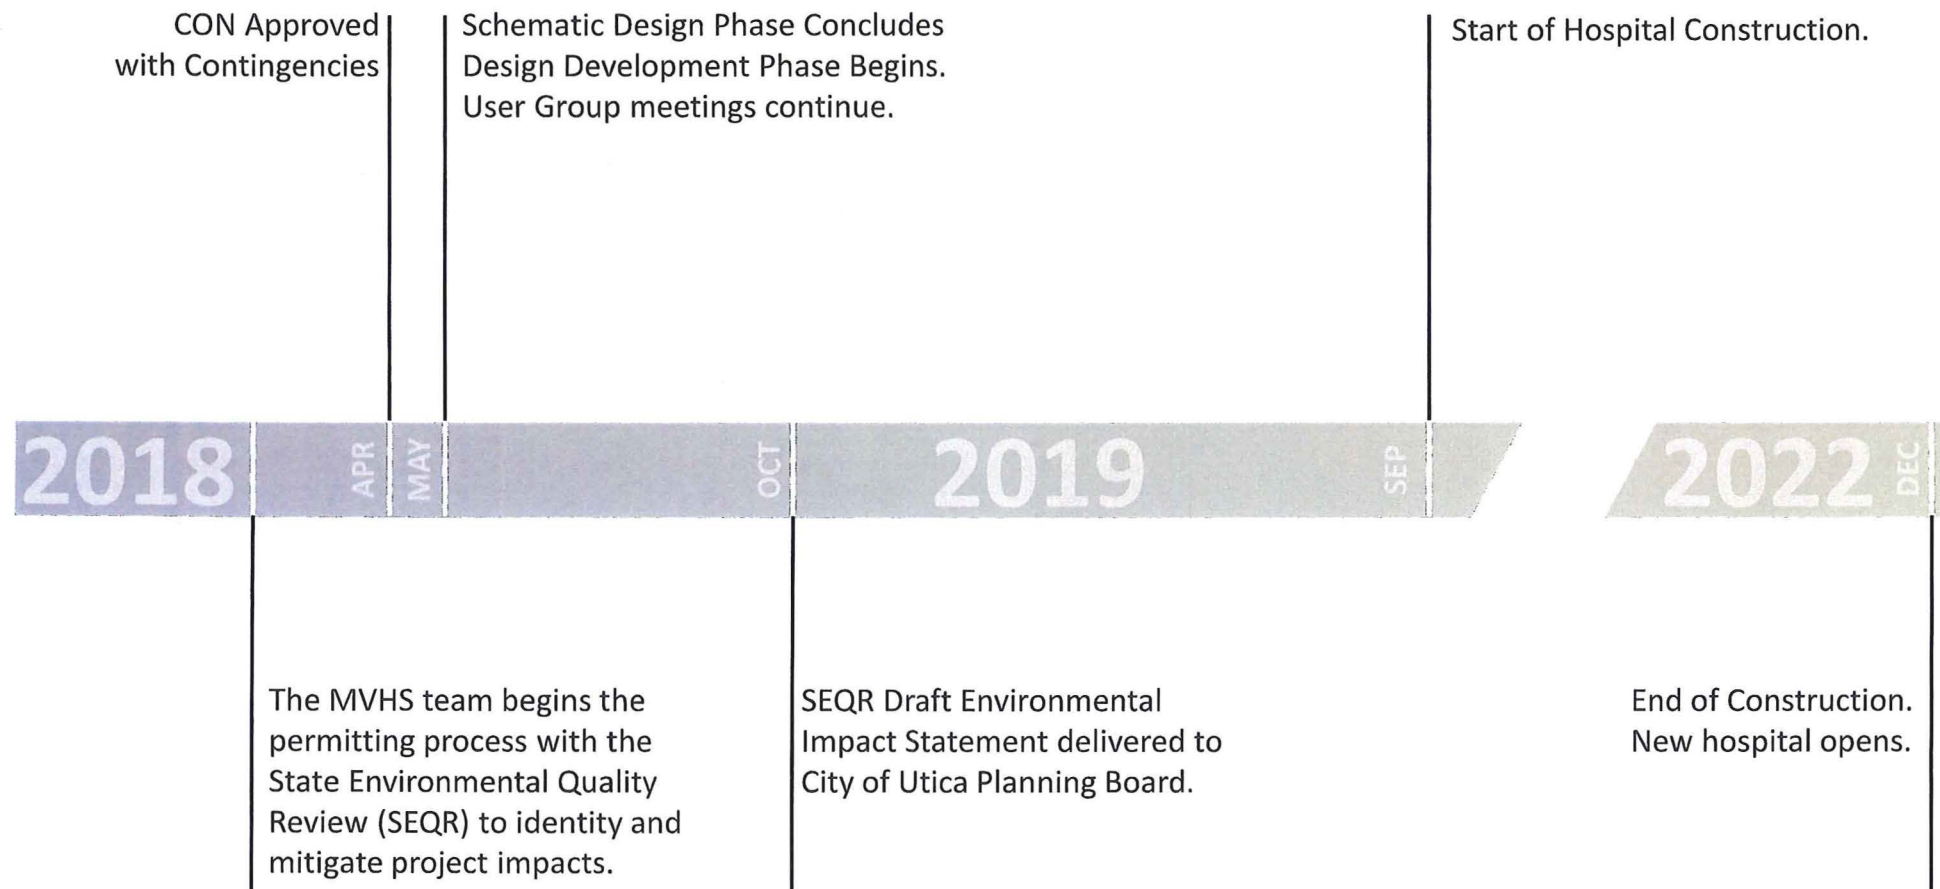 CON Approved
with Contingencies
Schematic Design Phase Concludes
Design Development Phase Begins.
User Group meetings continue.
Start of Hospital Construction.
2018
APR
MAY
OCT
2019
SEP
2022
DEC
The MVHS team begins the
permitting process with the
State Environmental Quality
Review (SEQR) to identity and
mitigate project impacts.
SEQR Draft Environmental
Impact Statement delivered to
City of Utica Planning Board.
End of Construction.
New hospital opens.